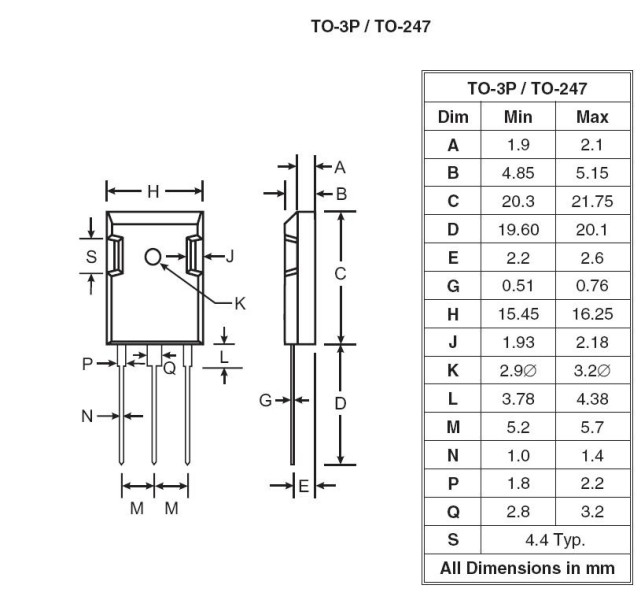 TO-3P / TO-247
A
B
H
S
J
C
K
L
P
Q
N
G
D
E
M
M
TO-3P / TO-247
Dim Min Max
A 1.9 2.1
B 4.85 5.15
C 20.3 21.75
D 19.60 20.1
E 2.2 2.6
G 0.51 0.76
H 15.45 16.25
J 1.93 2.18
K 2.9∅ 3.2∅
L 3.78 4.38
M 5.2 5.7
N 1.0 1.4
P 1.8 2.2
Q 2.8 3.2
S 4.4 Typ.
All Dimensions in mm